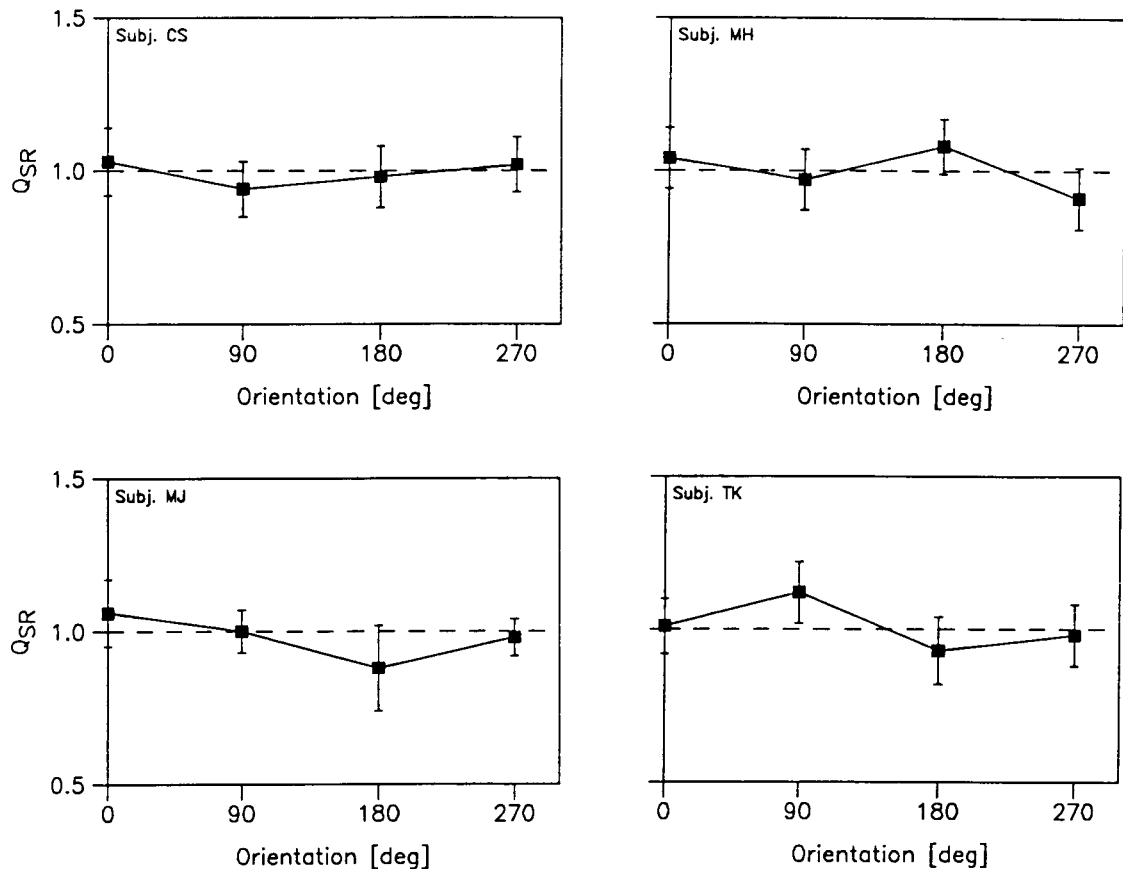 1.5
Subj. CS
QSR
1.0
0.5
0 90 180 270
Orientation [deg]
Subj. MH
0 90 180 270
Orientation [deg]
1.5
Subj. MJ
QSR
1.0
0.5
0 90 180 270
Orientation [deg]
Subj. TK
0 90 180 270
Orientation [deg]